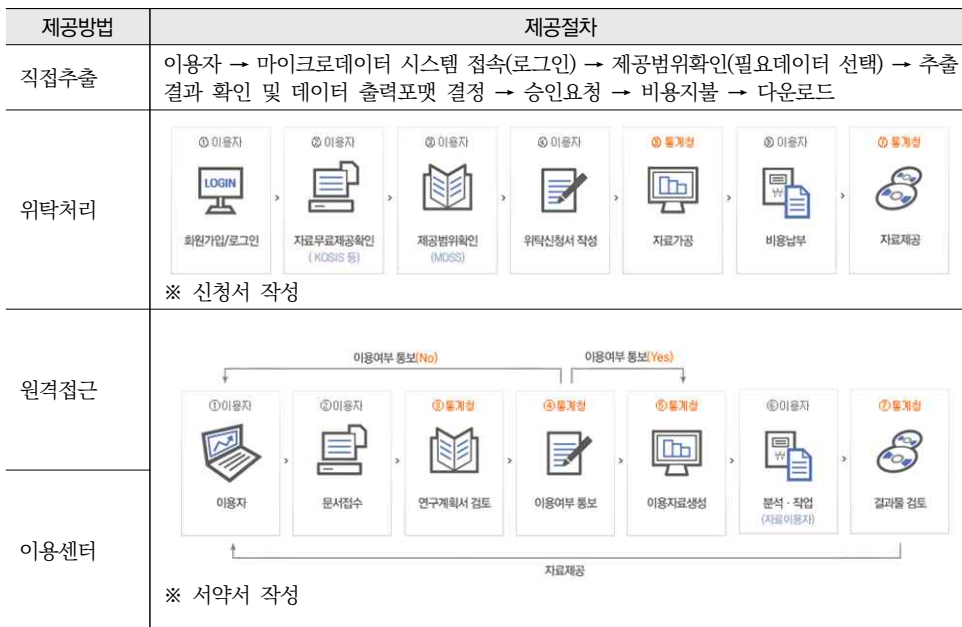 제공방법 제공절차
직접추출
이용자 → 마이크로데이터 시스템 접속(로그인) → 제공범위확인(필요데이터 선택) → 추출
결과 확인 및 데이터 출력포맷 결정 → 승인요청 → 비용지불 → 다운로드
위탁처리
① 이용자 ② 이용자 ③ 이용자 ④ 이용자 ⑤ 통계청 ⑥ 이용자 ⑦ 통계청
LOGIN
₩
회원가입/로그인 자료무료제공확인 제공범위확인 위탁신청서 작성 자료가공 비용납부 자료제공
( KOSIS 등) (MDSS)
※ 신청서 작성
원격접근
이용여부 통보(No) 이용여부 통보(Yes)
①이용자 ②이용자 ③통계청 ④통계청 ⑤통계청 ⑥이용자 ⑦통계청
₩
이용자 문서접수 연구계획서 검토 이용여부 통보 이용자료생성 분석 · 작업 결과물 검토
(자료이용자)
이용센터
자료제공
※ 서약서 작성